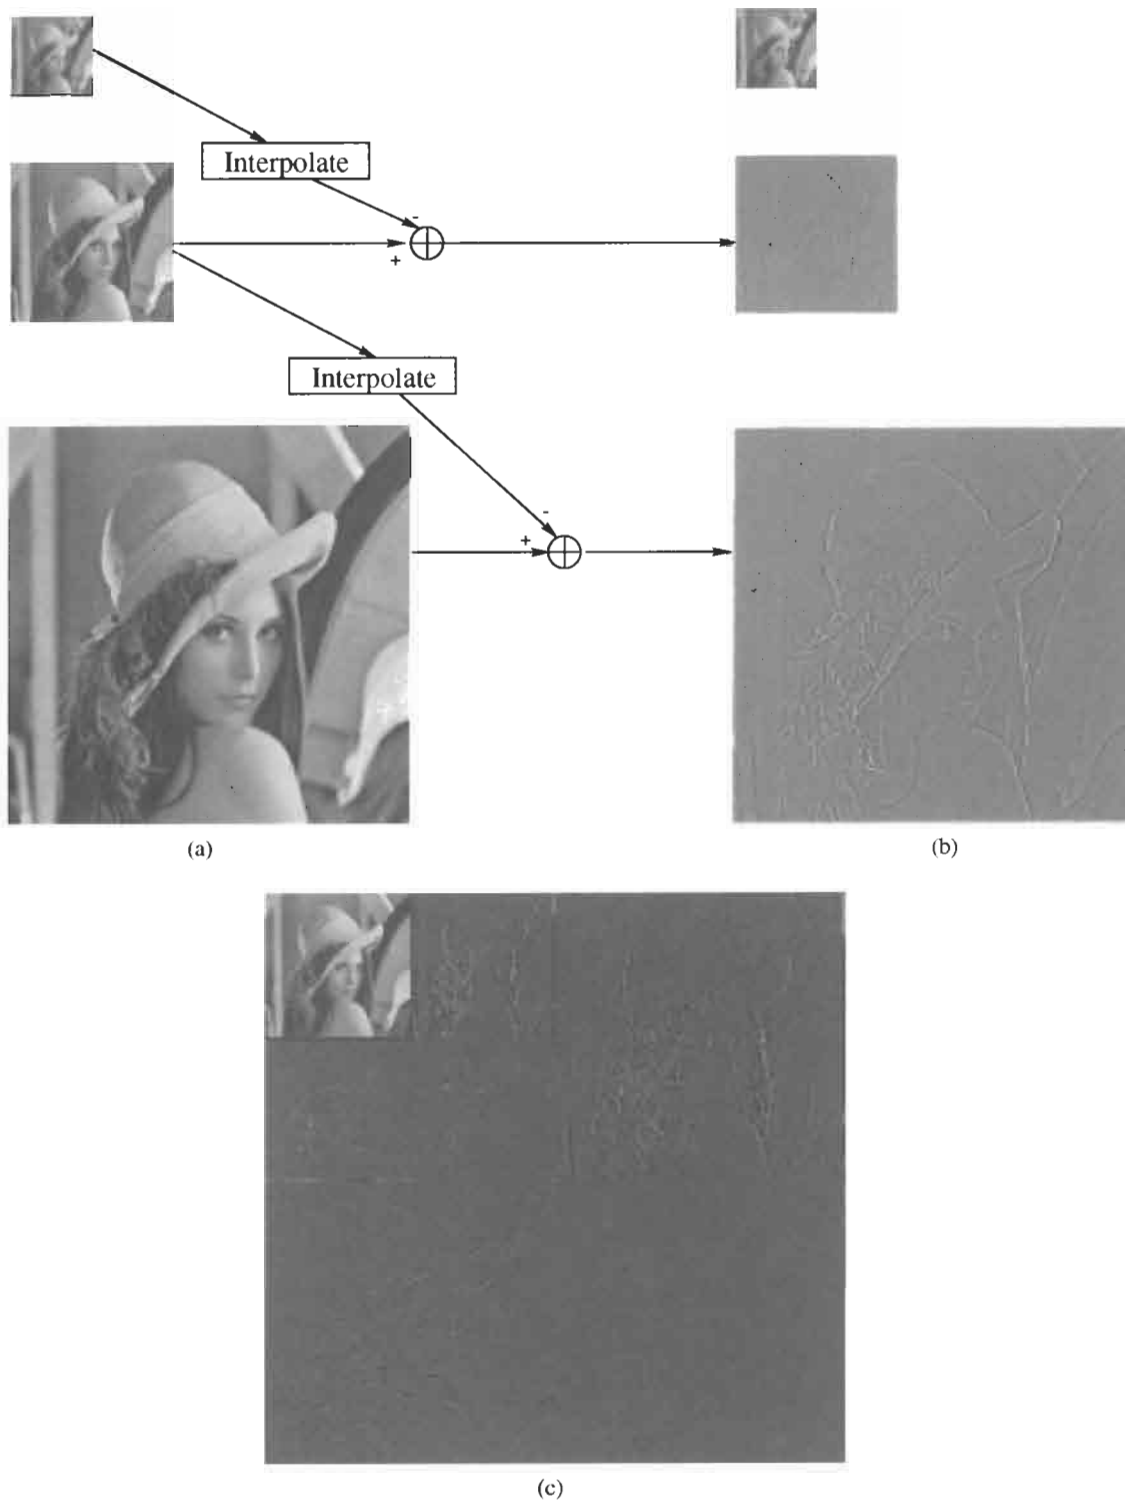 Interpolate
-
+
Interpolate
-
+
(a)
(b)
(c)